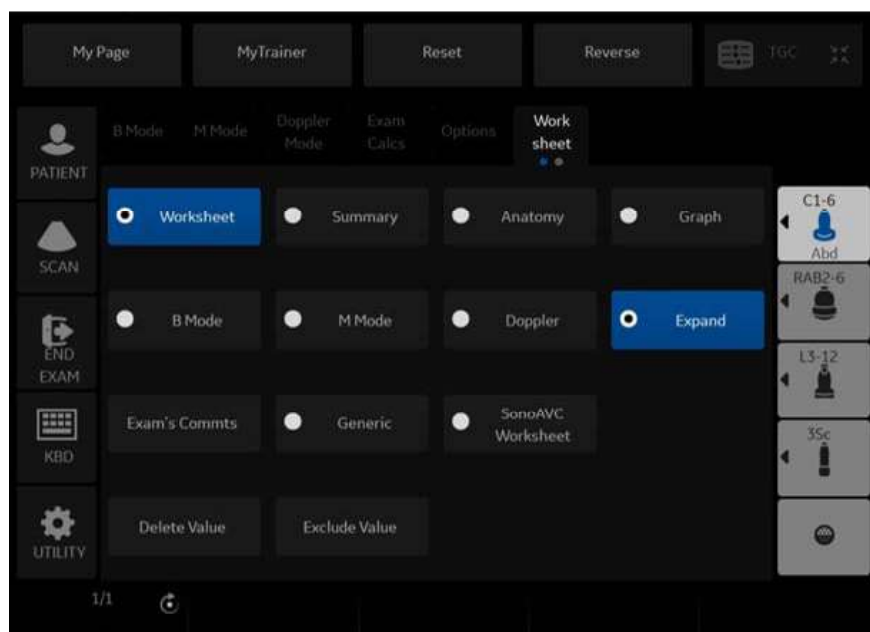 My Page
MyTrainer
Reset
Reverse
TGC
B Mode
M Mode
Doppler
Mode
Exam
Calcs
Options
Work
sheet
PATIENT
SCAN
END
EXAM
KBD
UTILITY
Worksheet
Summary
Anatomy
Graph
B Mode
M Mode
Doppler
Expand
Exam's Commts
Generic
SonoAVC
Worksheet
Delete Value
Exclude Value
C1-6
Abd
RAB2-6
L3-12
3Sc
1/1